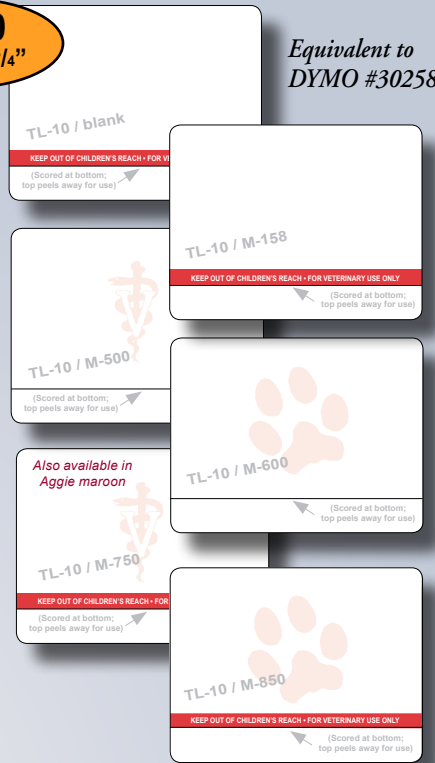 0
/4”
Equivalent to
DYMO #30258
TL-10 / blank
KEEP OUT OF CHILDREN'S REACH • FOR
(Scored at bottom;
top peels away for use)
TL-10 / M-158
KEEP OUT OF CHILDREN'S REACH • FOR VETERINARY USE ONLY
(Scored at bottom;
top peels away for use)
V
TL-10 / M-500
(Scored at bottom;
top peels away for use)
TL-10 / M-600
(Scored at bottom;
top peels away for use)
Also available in
Aggie maroon
V
TL-10 / M-750
KEEP OUT OF CHILDREN'S REACH • FOR
(Scored at bottom;
top peels away for use)
TL-10 / M-850
KEEP OUT OF CHILDREN'S REACH • FOR VETERINARY USE ONLY
(Scored at bottom;
top peels away for use)